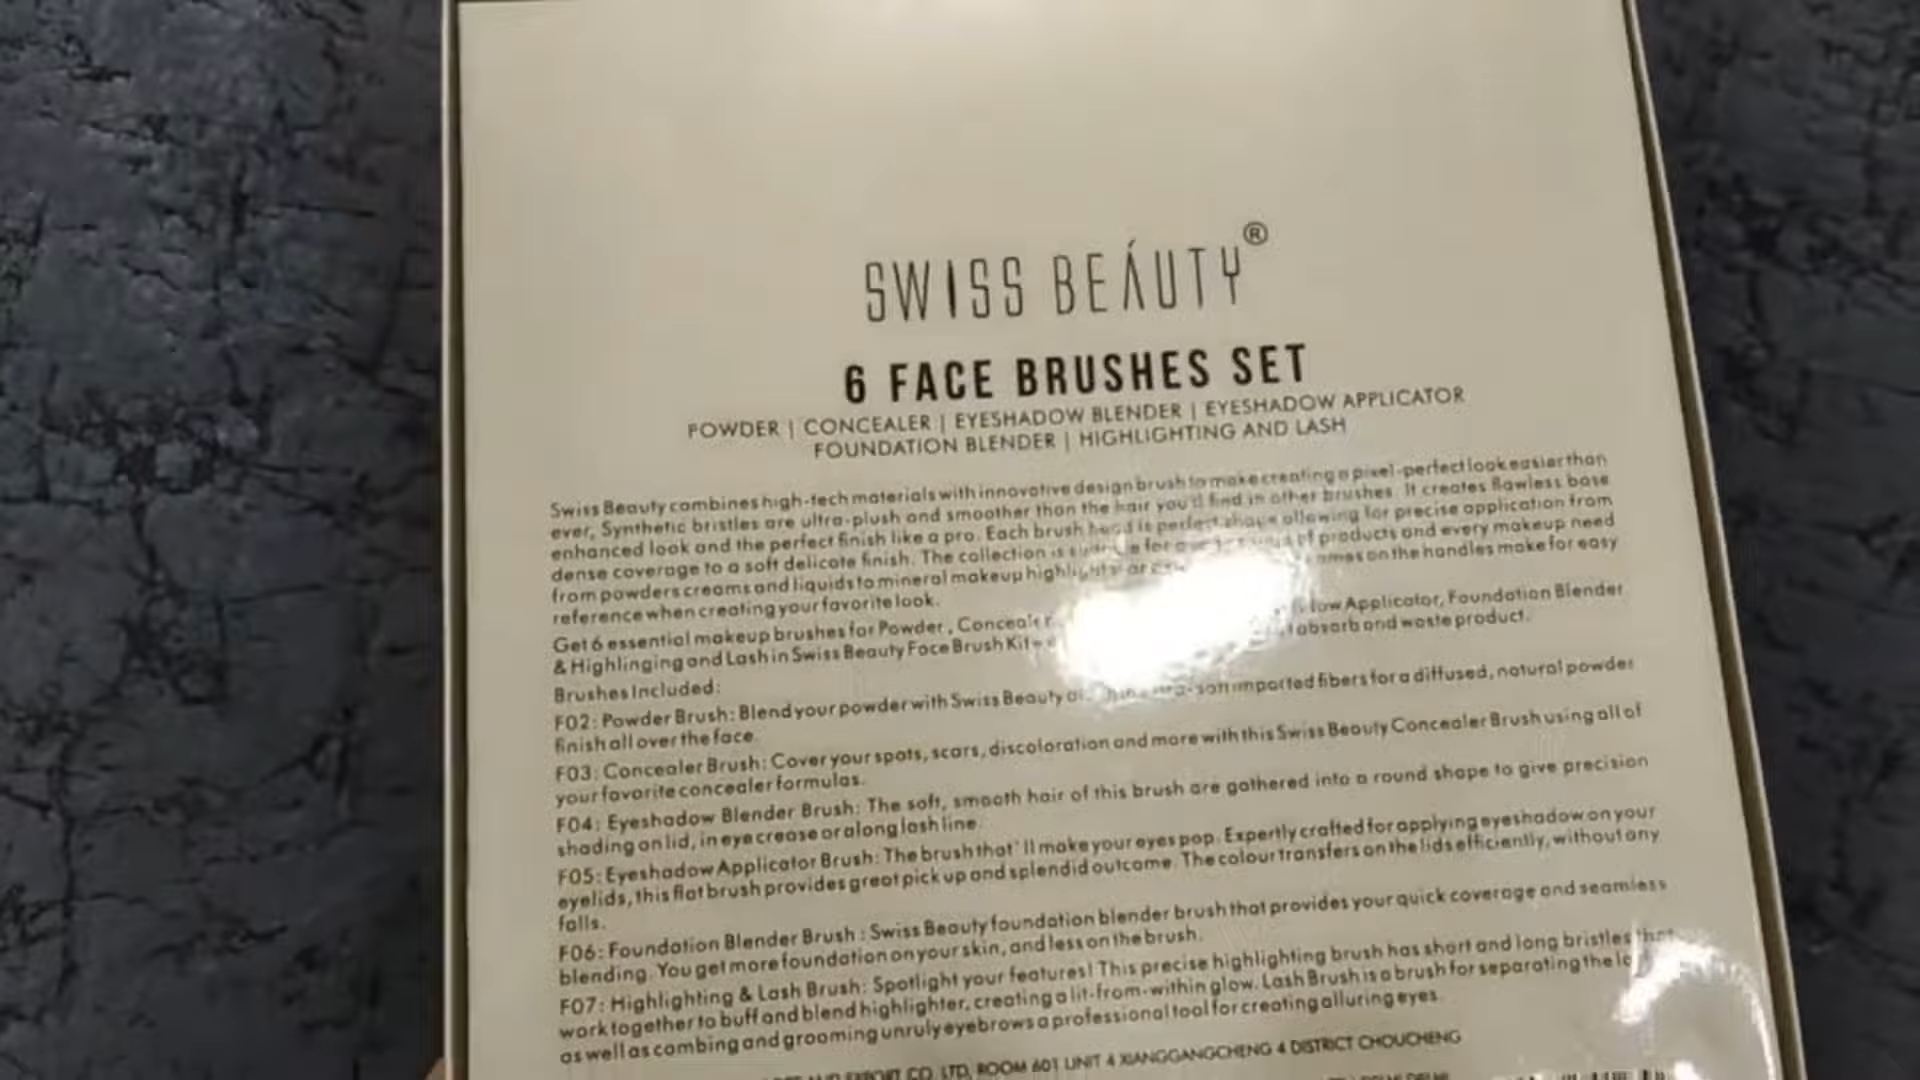 SWISS BEÁUTY®
6 FACE BRUSHES SET
POWDER | CONCEALER | EYESHADOW BLENDER | EYESHADOW APPLICATOR
FOUNDATION BLENDER | HIGHLIGHTING AND LASH
Swiss Beauty combines high-tech materials with innovative design brush to make creating a pixel-perfect look easier than
ever, Synthetic bristles are ultra-plush and smoother than the hair you'd find in other brushes. It creates flawless base
enhanced look and the perfect finish like a pro. Each brush head is perfect shape allowing for precise application from
dense coverage to a soft delicate finish. The collection is for of products and every makeup need
from powders creams and liquids to mineral makeup highlights or on the handles make for easy
reference when creating your favorite look.
Get 6 essential makeup brushes for Powder, Concealer Applicator, Foundation Blender
& Highlinging and Lash in Swiss Beauty Face Brush Kit - absorb and waste product.
Brushes Included:
F02: Powder Brush: Blend your powder with Swiss Beauty soft imported fibers for a diffused, natural powder
finish all over the face.
F03: Concealer Brush: Cover your spots, scars, discoloration and more with this Swiss Beauty Concealer Brush using all of
your favorite concealer formulas.
F04: Eyeshadow Blender Brush: The soft, smooth hair of this brush are gathered into a round shape to give precision
shading on lid, in eye crease or along lash line.
F05: Eyeshadow Applicator Brush: The brush that'll make your eyes pop. Expertly crafted for applying eyeshadow on your
eyelids, this flat brush provides great pick up and splendid outcome. The colour transfers on the lids efficiently, without any
falls.
F06: Foundation Blender Brush : Swiss Beauty foundation blender brush that provides your quick coverage and seamless
blending. You get more foundation on your skin, and less on the brush.
F07: Highlighting & Lash Brush: Spotlight your features! This precise highlighting brush has short and long bristles that
work together to buff and blend highlighter, creating a lit-from-within glow. Lash Brush is a brush for separating the
as well as combing and grooming unruly eyebrows a professional tool for creating alluring eyes.
AND EXPORT CO. LTD, ROOM 601 UNIT 4 XIANGGANGCHENG 4 DISTRICT CHOUCHENG